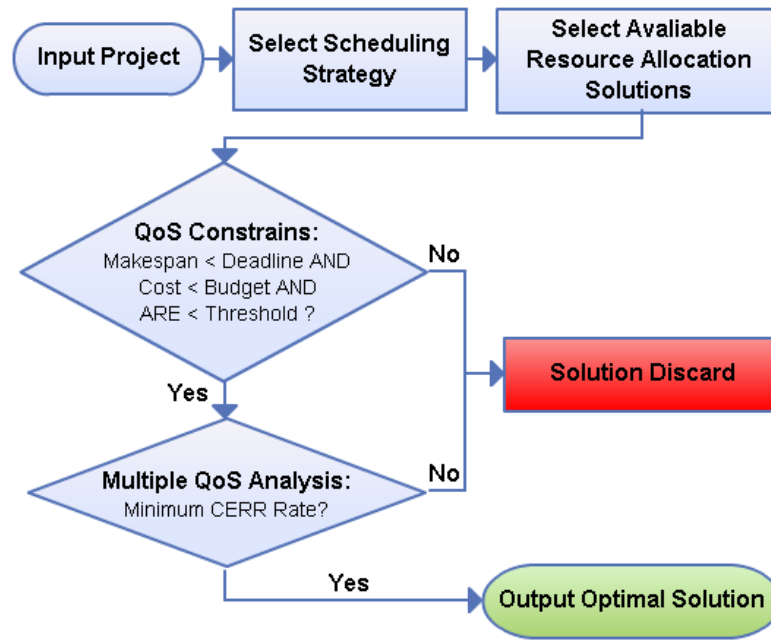 Input Project
Select Scheduling
Strategy
Select Avaliable
Resource Allocation
Solutions
QoS Constrains:
Makespan < Deadline AND
Cost < Budget AND
ARE < Threshold ?
No
Solution Discard
Yes
Multiple QoS Analysis:
Minimum CERR Rate?
No
Yes
Output Optimal Solution